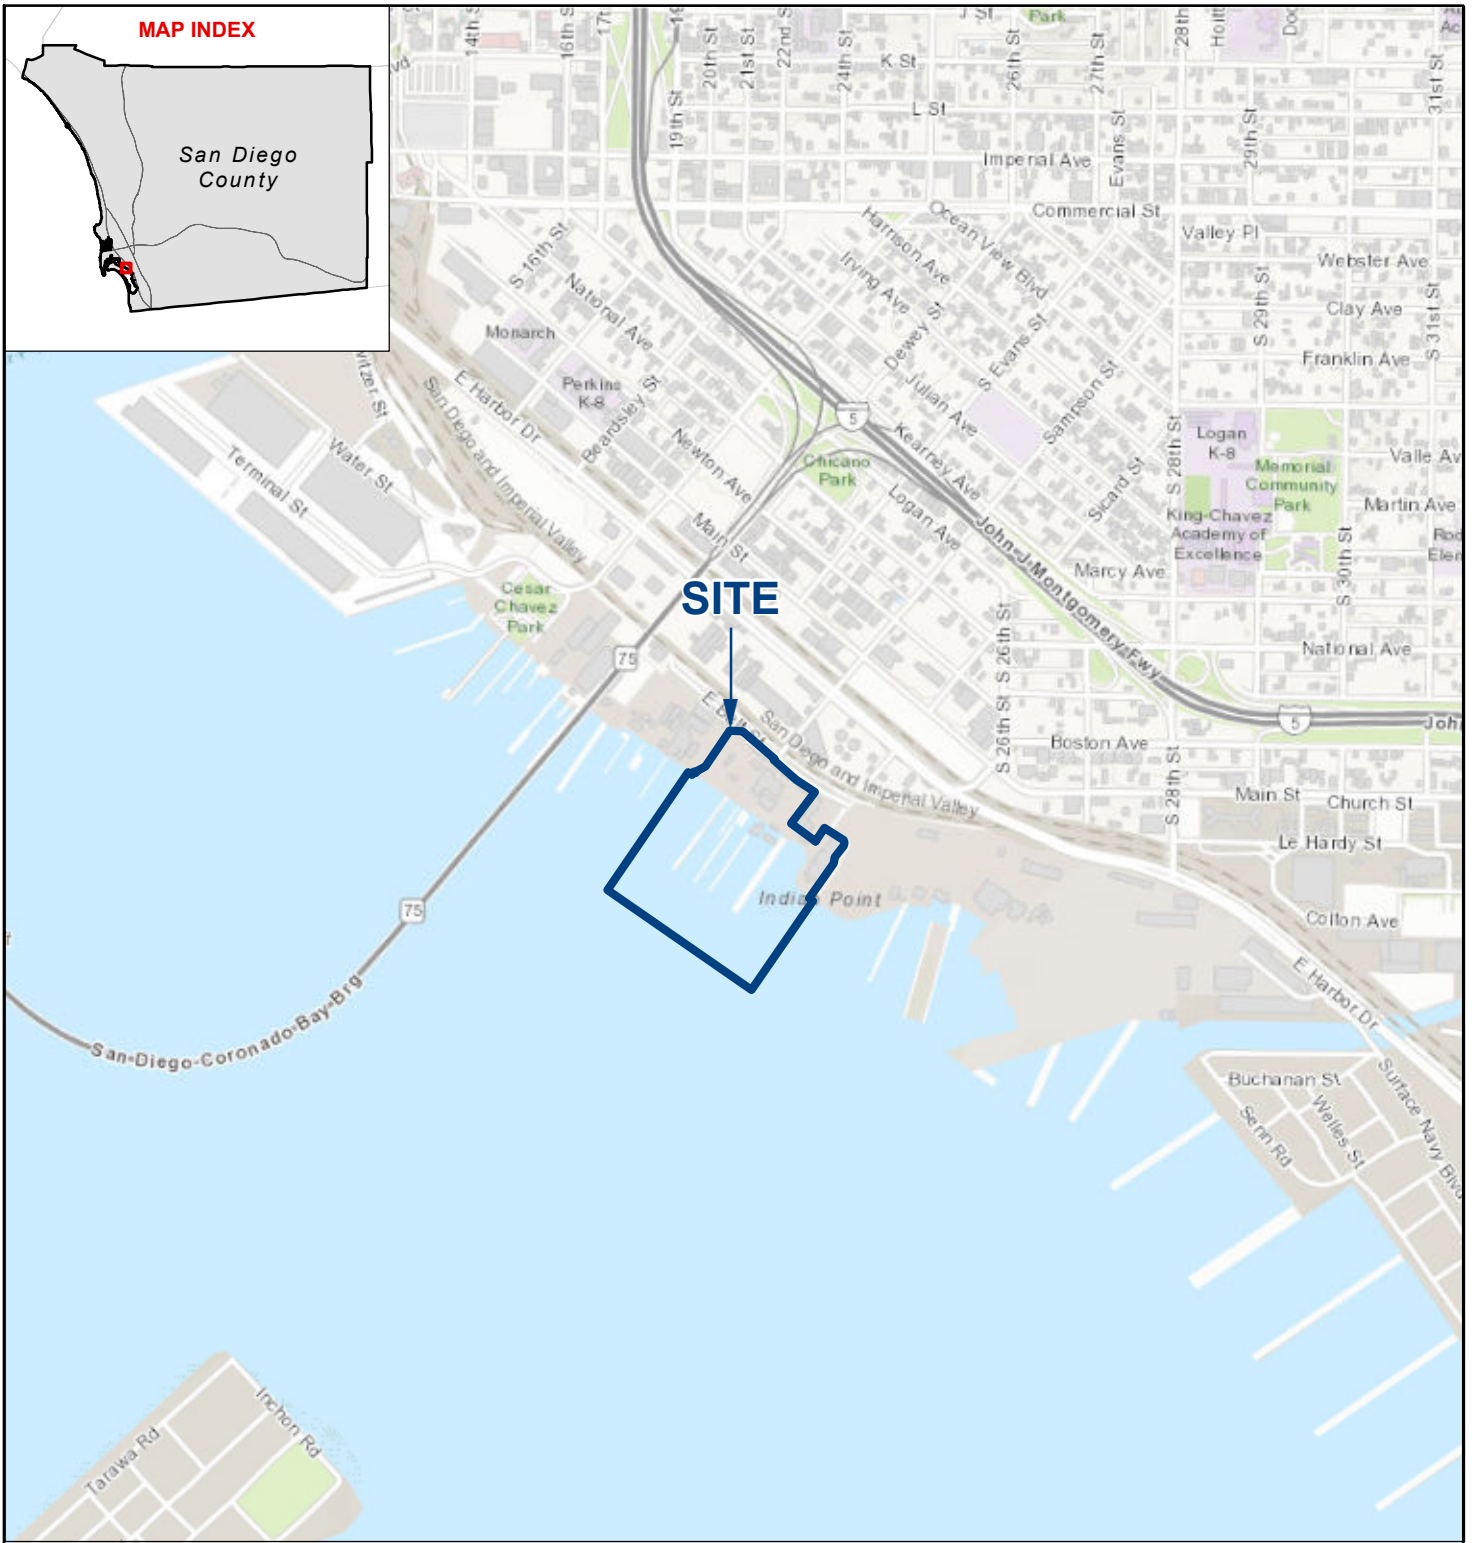 MAP INDEX
San Diego
County
14th S
16th S
17t
19th St
20th St
21st St
22nd S
24th St
K St
L St
J St
Park
26th St
27th St
Evans St
28th
29th St
31st St
Imperial Ave
Commercial St
Valley Pl
Webster Ave
Clay Ave
Franklin Ave
S 29th St
S 31st St
Harrison Ave
Ocean View Blvd
Irving Ave
Dewey St
S Evans St
Julian Ave
Sampson St
Kearney Ave
Sicard St
S 28th St
Logan
K-8
Memorial
Community
Park
Valle Av
Martin Ave
King-Chavez
Academy of
Excellence
S 30th St
Marcy Ave
National Ave
S 16th St
National Ave
Monarch
Perkins
K-8
Beardsley St
Newton Ave
Main St
E Harbor Dr
San Diego and Imperial Valley
Chicano
Park
Logan Ave
5
John-J-Montgomery-Fwy
5
Water St
Terminal St
Cesar
Chavez
Park
SITE
75
San Diego and Imperial Valley
S 26th St
S 26th St
Boston Ave
S 28th St
Main St
Church St
Le Hardy St
Colton Ave
Indian Point
75
San-Diego-Coronado-Bay-Brg
E Harbor Dr
Buchanan St
Senn Rd
Welles St
Surface Navy Blvd
Inchon Rd
Tarawa Rd